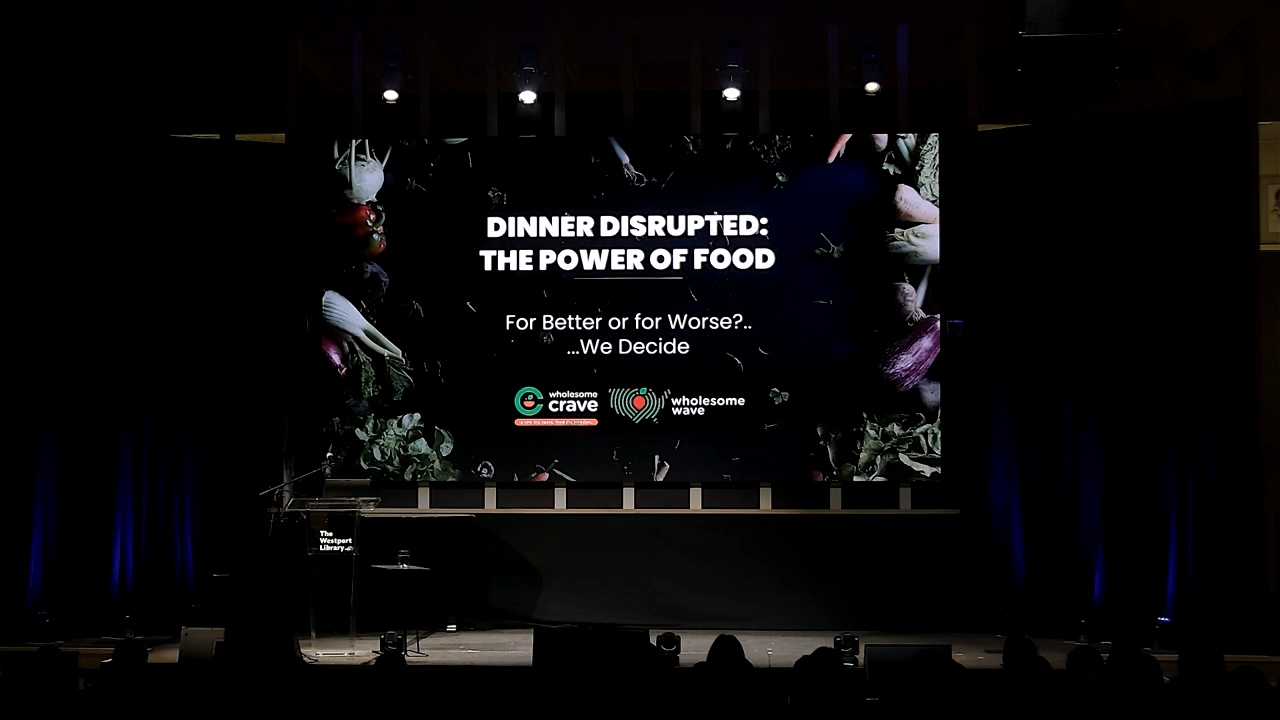 DINNER DISRUPTED:
THE POWER OF FOOD
For Better or for Worse?..
...We Decide
wholesome
crave
wholesome
wave
The
Westport
Library